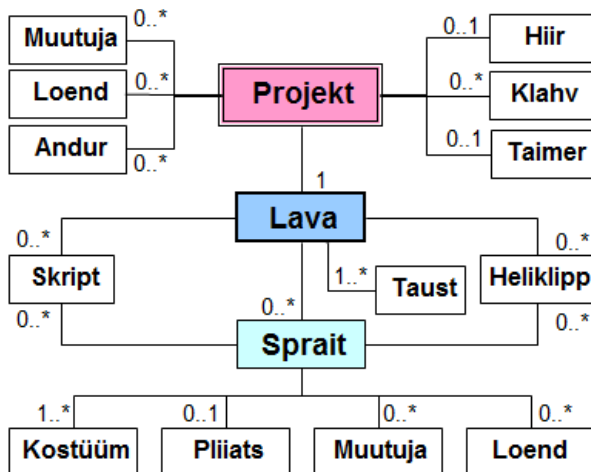 Muutuja 0..* 0..1 Hiir
Loend 0..* Projekt 0..* Klahv
Andur 0..* 0..1 Taimer
1
Lava
0..* 0..*
Skript 1..* Taust Heliklipp
0..* 0..* 0..*
Sprait
1..* 0..1 0..* 0..*
Kostüüm Pliiats Muutuja Loend